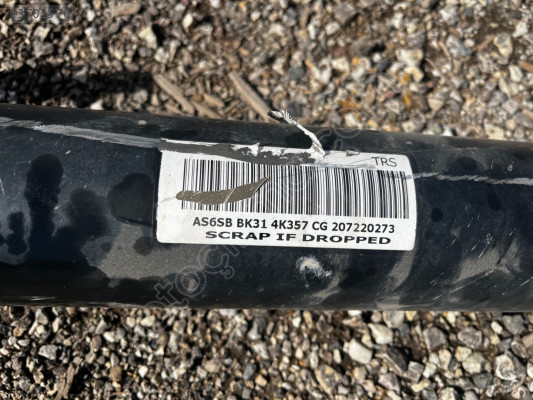 TRS
AS6SB BK31 4K357 CG 207220273
SCRAP IF DROPPED